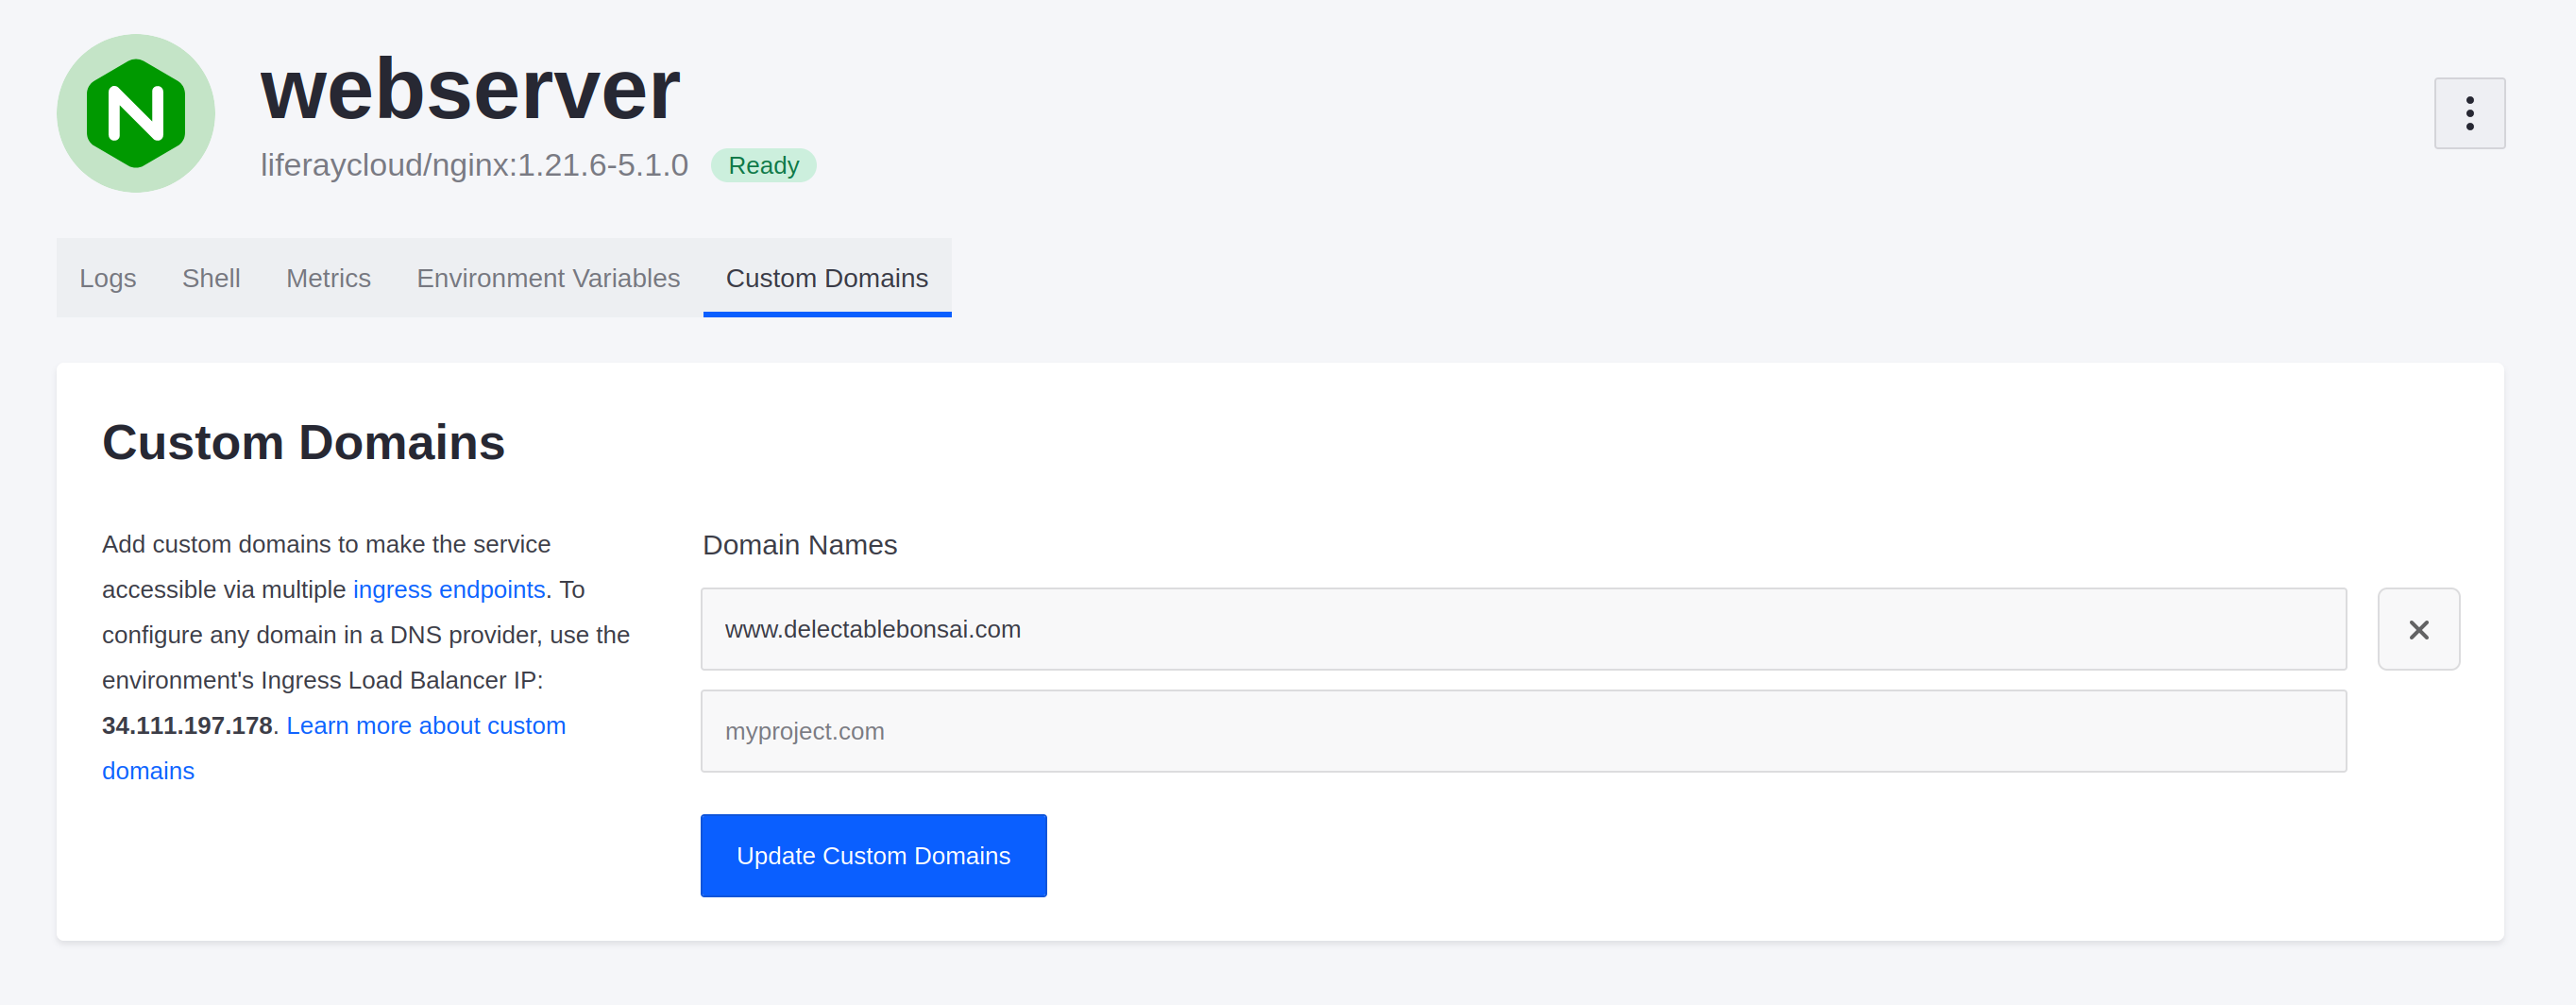 webserver
liferaycloud/nginx:1.21.6-5.1.0 Ready
Logs Shell Metrics Environment Variables Custom Domains
Custom Domains
Add custom domains to make the service
accessible via multiple ingress endpoints. To
configure any domain in a DNS provider, use the
environment's Ingress Load Balancer IP:
34.111.197.178. Learn more about custom
domains
Domain Names
www.delectablebonsai.com
myproject.com
Update Custom Domains